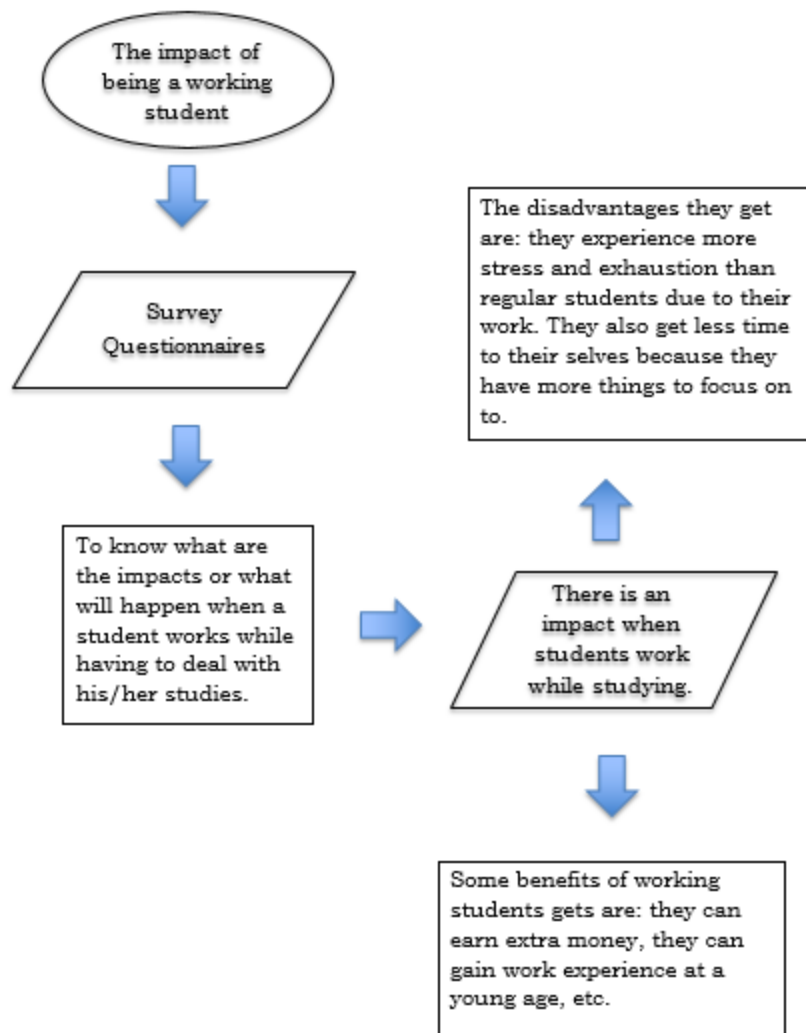 The impact of
being a working
student
Survey
Questionnaires
To know what are
the impacts or what
will happen when a
student works while
having to deal with
his/her studies.
There is an
impact when
students work
while studying.
The disadvantages they get
are: they experience more
stress and exhaustion than
regular students due to their
work. They also get less time
to their selves because they
have more things to focus on
to.
Some benefits of working
students gets are: they can
earn extra money, they can
gain work experience at a
young age, etc.